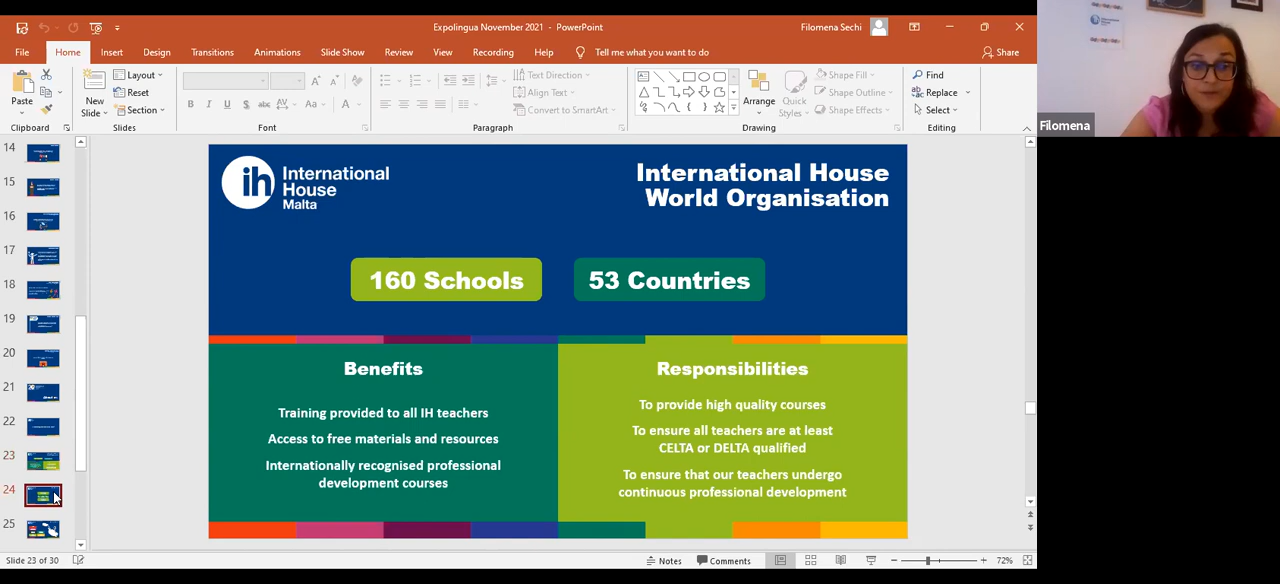 Expolingua November 2021 - PowerPoint
Filomena Sechi
File Home Insert Design Transitions Animations Slide Show Review View Recording Help Tell me what you want to do Share
Paste
Clipboard
New
Slide
Layout
Reset
Section
Slides
B I U S abc AV Aa A
Font
Text Direction
Align Text
Convert to SmartArt
Paragraph
Arrange
Quick
Styles
Shape Fill
Shape Outline
Shape Effects
Drawing
Find
Replace
Select
Editing
Filomena
14
15
16
17
18
19
20
21
22
23
24
25
ih International
House
Malta
International House
World Organisation
160 Schools
53 Countries
Benefits
Training provided to all IH teachers
Access to free materials and resources
Internationally recognised professional
development courses
Responsibilities
To provide high quality courses
To ensure all teachers are at least
CELTA or DELTA qualified
To ensure that our teachers undergo
continuous professional development
Slide 23 of 30
Notes Comments 72%